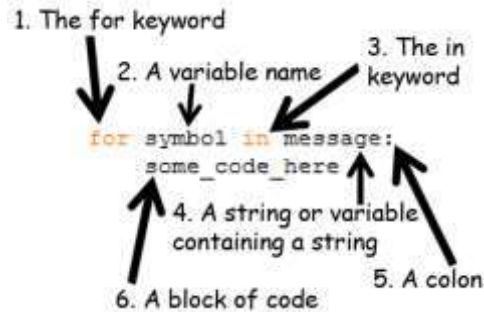 1. The for keyword
2. A variable name
3. The in
keyword
for symbol in message:
some_code_here
4. A string or variable
containing a string
5. A colon
6. A block of code